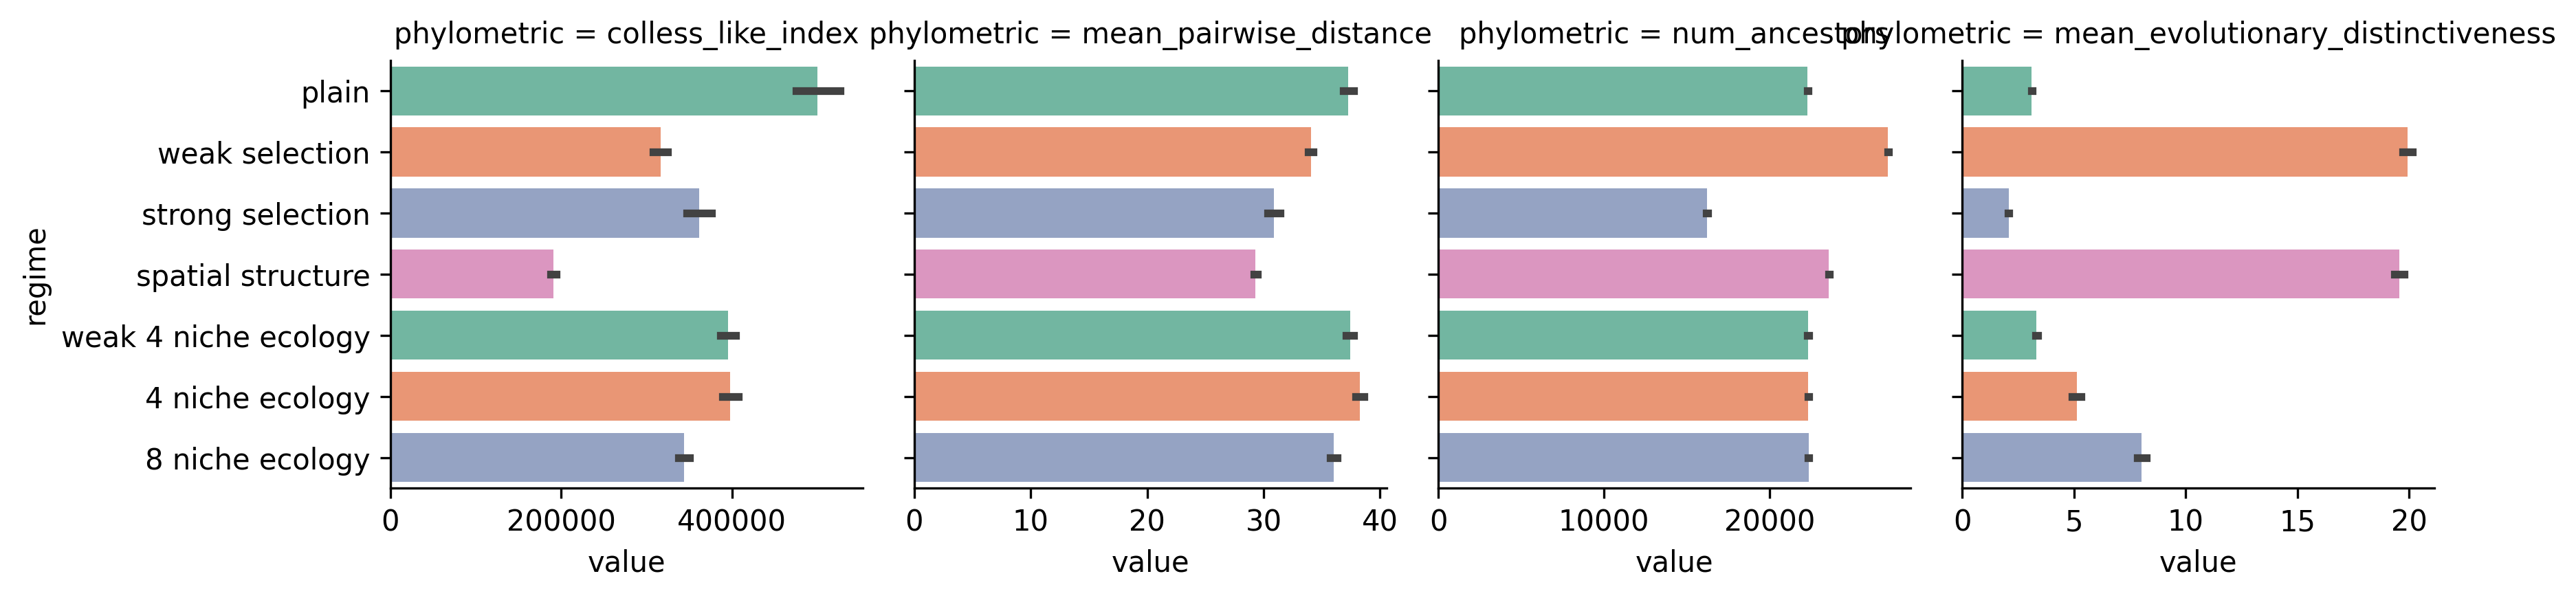 phylometric = colless_like_index
phylometric = mean_pairwise_distance
phylometric = num_ancestors
phylometric = mean_evolutionary_distinctiveness
regime
plain
weak selection
strong selection
spatial structure
weak 4 niche ecology
4 niche ecology
8 niche ecology
0 200000 400000
0 10 20 30 40
0 10000 20000
0 5 10 15 20
value
value
value
value